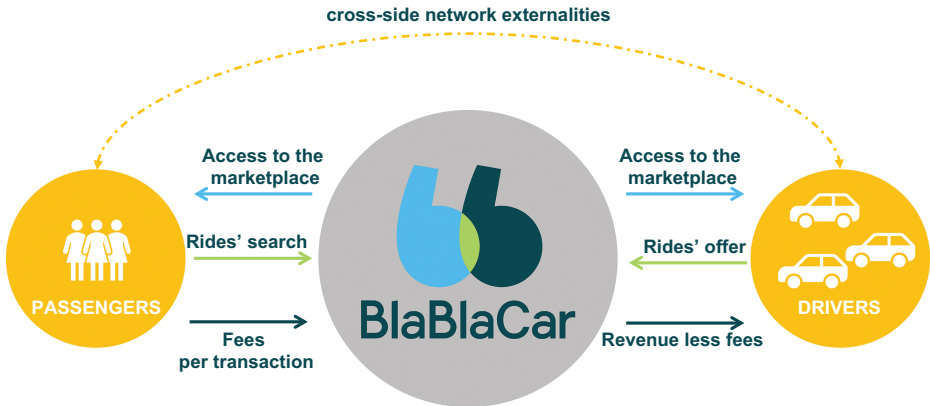 cross-side network externalities
Access to the
marketplace
Access to the
marketplace
Rides’ search
Rides’ offer
PASSENGERS
BlaBlaCar
DRIVERS
Fees
per transaction
Revenue less fees